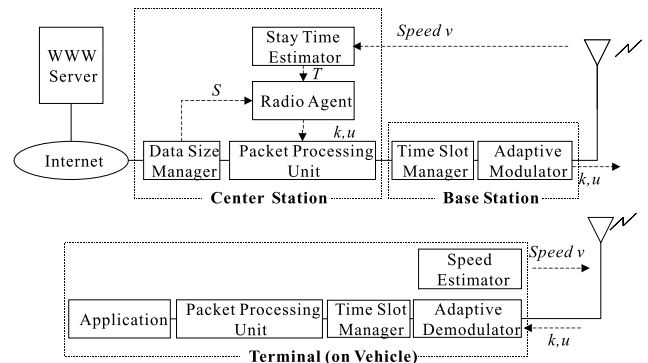 WWW
Server
Internet
Stay Time
Estimator
Speed v
T
S
Radio Agent
k,u
Data Size
Manager
Packet Processing
Unit
Time Slot
Manager
Adaptive
Modulator
k,u
Center Station
Base Station
Speed
Estimator
Speed v
Application
Packet Processing
Unit
Time Slot
Manager
Adaptive
Demodulator
k,u
Terminal (on Vehicle)